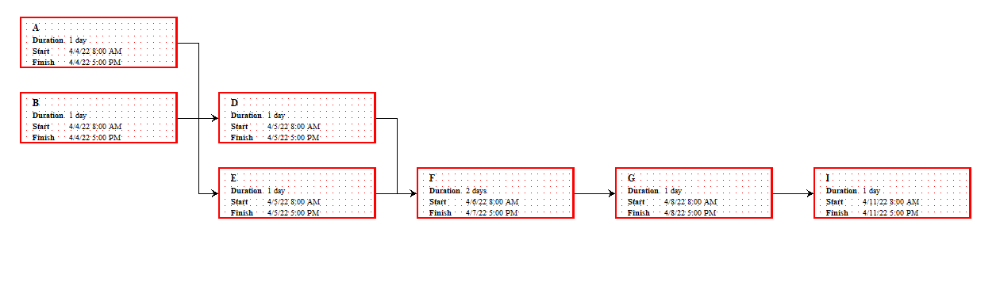 A
Duration 1 day
Start 4/4/22 8:00 AM
Finish 4/4/22 5:00 PM
B
Duration 1 day
Start 4/4/22 8:00 AM
Finish 4/4/22 5:00 PM
D
Duration 1 day
Start 4/5/22 8:00 AM
Finish 4/5/22 5:00 PM
E
Duration 1 day
Start 4/5/22 8:00 AM
Finish 4/5/22 5:00 PM
F
Duration 2 days
Start 4/6/22 8:00 AM
Finish 4/7/22 5:00 PM
G
Duration 1 day
Start 4/8/22 8:00 AM
Finish 4/8/22 5:00 PM
I
Duration 1 day
Start 4/11/22 8:00 AM
Finish 4/11/22 5:00 PM